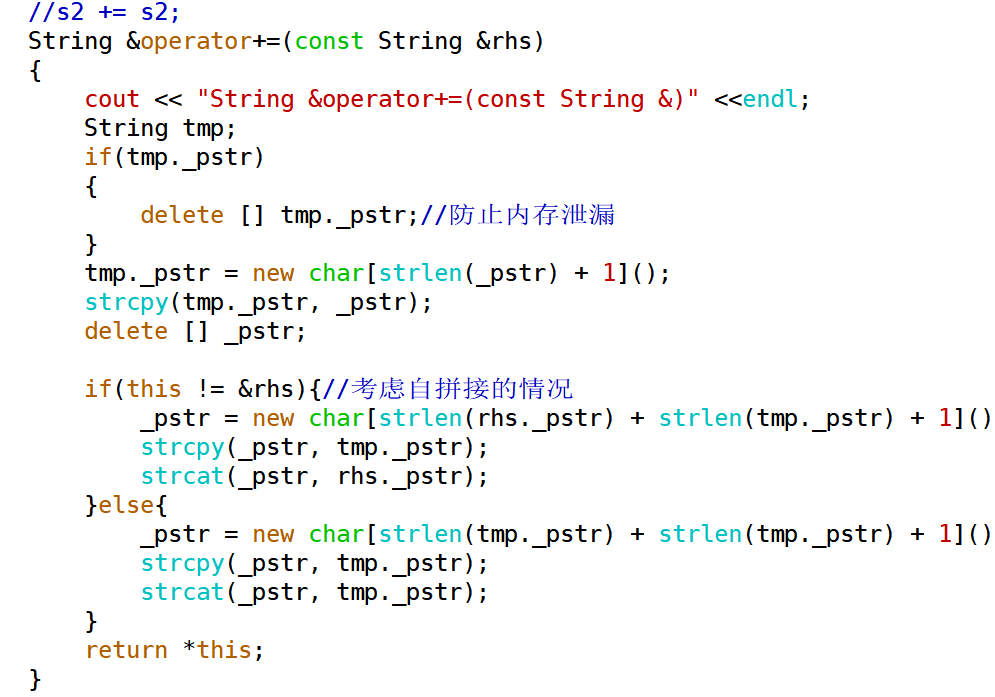 //s2 += s2;
String &operator+=(const String &rhs)
{
    cout << "String &operator+=(const String &)" <<endl;
    String tmp;
    if(tmp._pstr)
    {
        delete [] tmp._pstr;//防止内存泄漏
    }
    tmp._pstr = new char[strlen(_pstr) + 1]();
    strcpy(tmp._pstr, _pstr);
    delete [] _pstr;

    if(this != &rhs){//考虑自拼接的情况
        _pstr = new char[strlen(rhs._pstr) + strlen(tmp._pstr) + 1]()
        strcpy(_pstr, tmp._pstr);
        strcat(_pstr, rhs._pstr);
    }else{
        _pstr = new char[strlen(tmp._pstr) + strlen(tmp._pstr) + 1]()
        strcpy(_pstr, tmp._pstr);
        strcat(_pstr, tmp._pstr);
    }
    return *this;
}